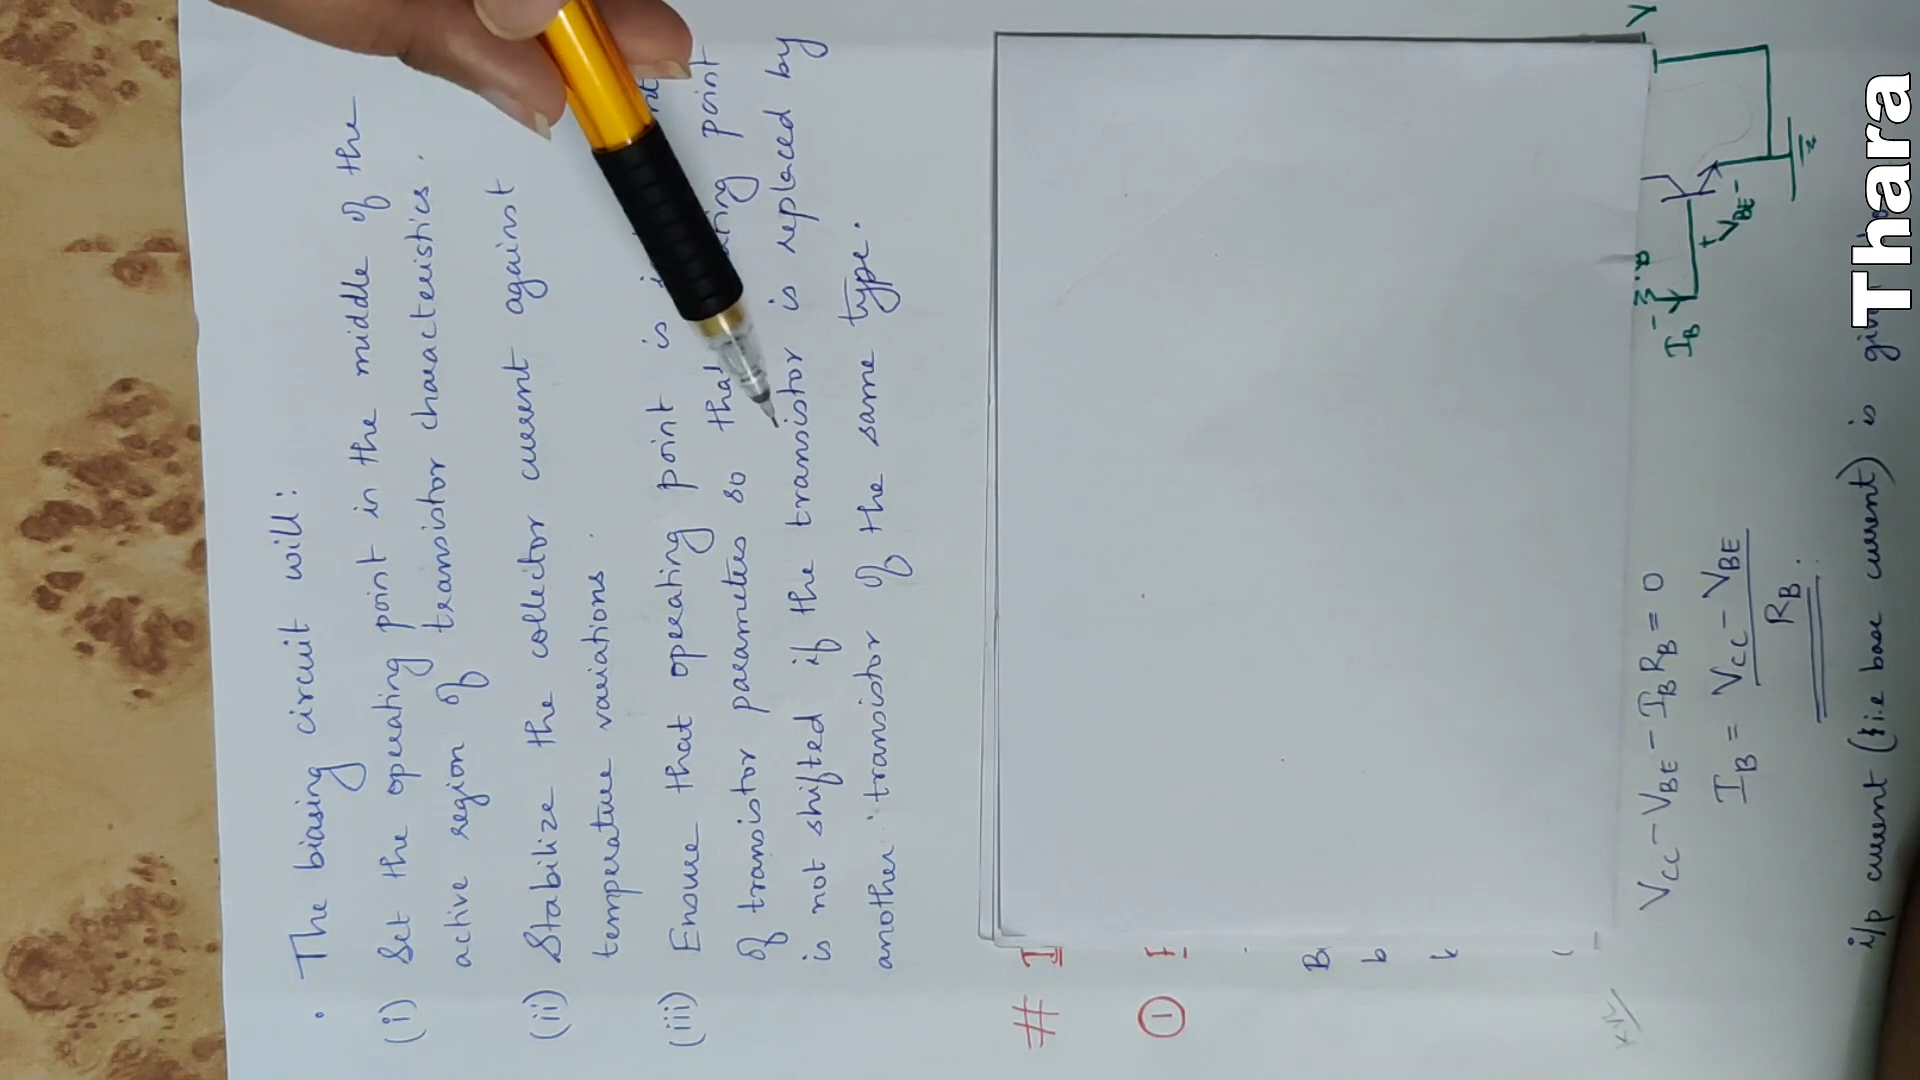 . The biasing circuit will:
(i) Set the operating point in the middle of the
active region of transistor characteristics.
(ii) Stabilize the collector current against
temperature variations.
(iii) Ensure that operating point is
of transistor parameters so that point
is not shifted if the transistor is replaced by
another transistor of the same type.
# I
① F
B
b
k
IB
+ VBE -
VCC - VBE - IBRB = 0
IB = VCC - VBE
RB
i/p current (i.e base current) is
Thara